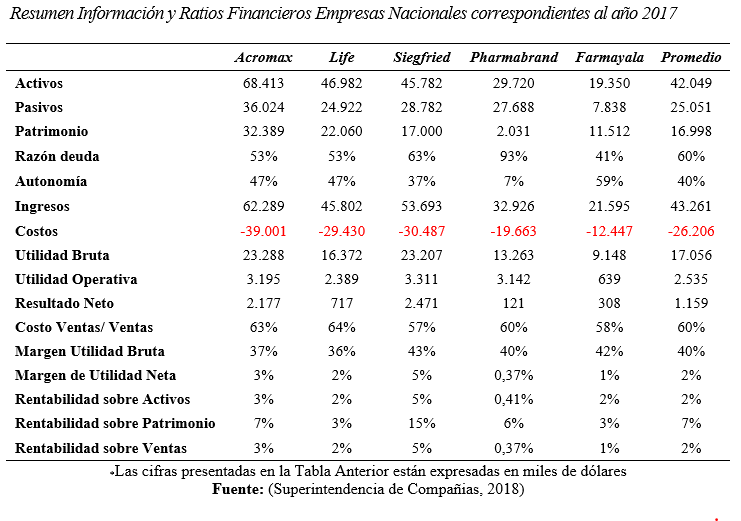 Resumen Información y Ratios Financieros Empresas Nacionales correspondientes al año 2017
Acromax Life Siegfried Pharmabrand Farmayala Promedio
Activos 68.413 46.982 45.782 29.720 19.350 42.049
Pasivos 36.024 24.922 28.782 27.688 7.838 25.051
Patrimonio 32.389 22.060 17.000 2.031 11.512 16.998
Razón deuda 53% 53% 63% 93% 41% 60%
Autonomía 47% 47% 37% 7% 59% 40%
Ingresos 62.289 45.802 53.693 32.926 21.595 43.261
Costos -39.001 -29.430 -30.487 -19.663 -12.447 -26.206
Utilidad Bruta 23.288 16.372 23.207 13.263 9.148 17.056
Utilidad Operativa 3.195 2.389 3.311 3.142 639 2.535
Resultado Neto 2.177 717 2.471 121 308 1.159
Costo Ventas/ Ventas 63% 64% 57% 60% 58% 60%
Margen Utilidad Bruta 37% 36% 43% 40% 42% 40%
Margen de Utilidad Neta 3% 2% 5% 0,37% 1% 2%
Rentabilidad sobre Activos 3% 2% 5% 0,41% 2% 2%
Rentabilidad sobre Patrimonio 7% 3% 15% 6% 3% 7%
Rentabilidad sobre Ventas 3% 2% 5% 0,37% 1% 2%
*Las cifras presentadas en la Tabla Anterior están expresadas en miles de dólares
Fuente: (Superintendencia de Compañias, 2018)